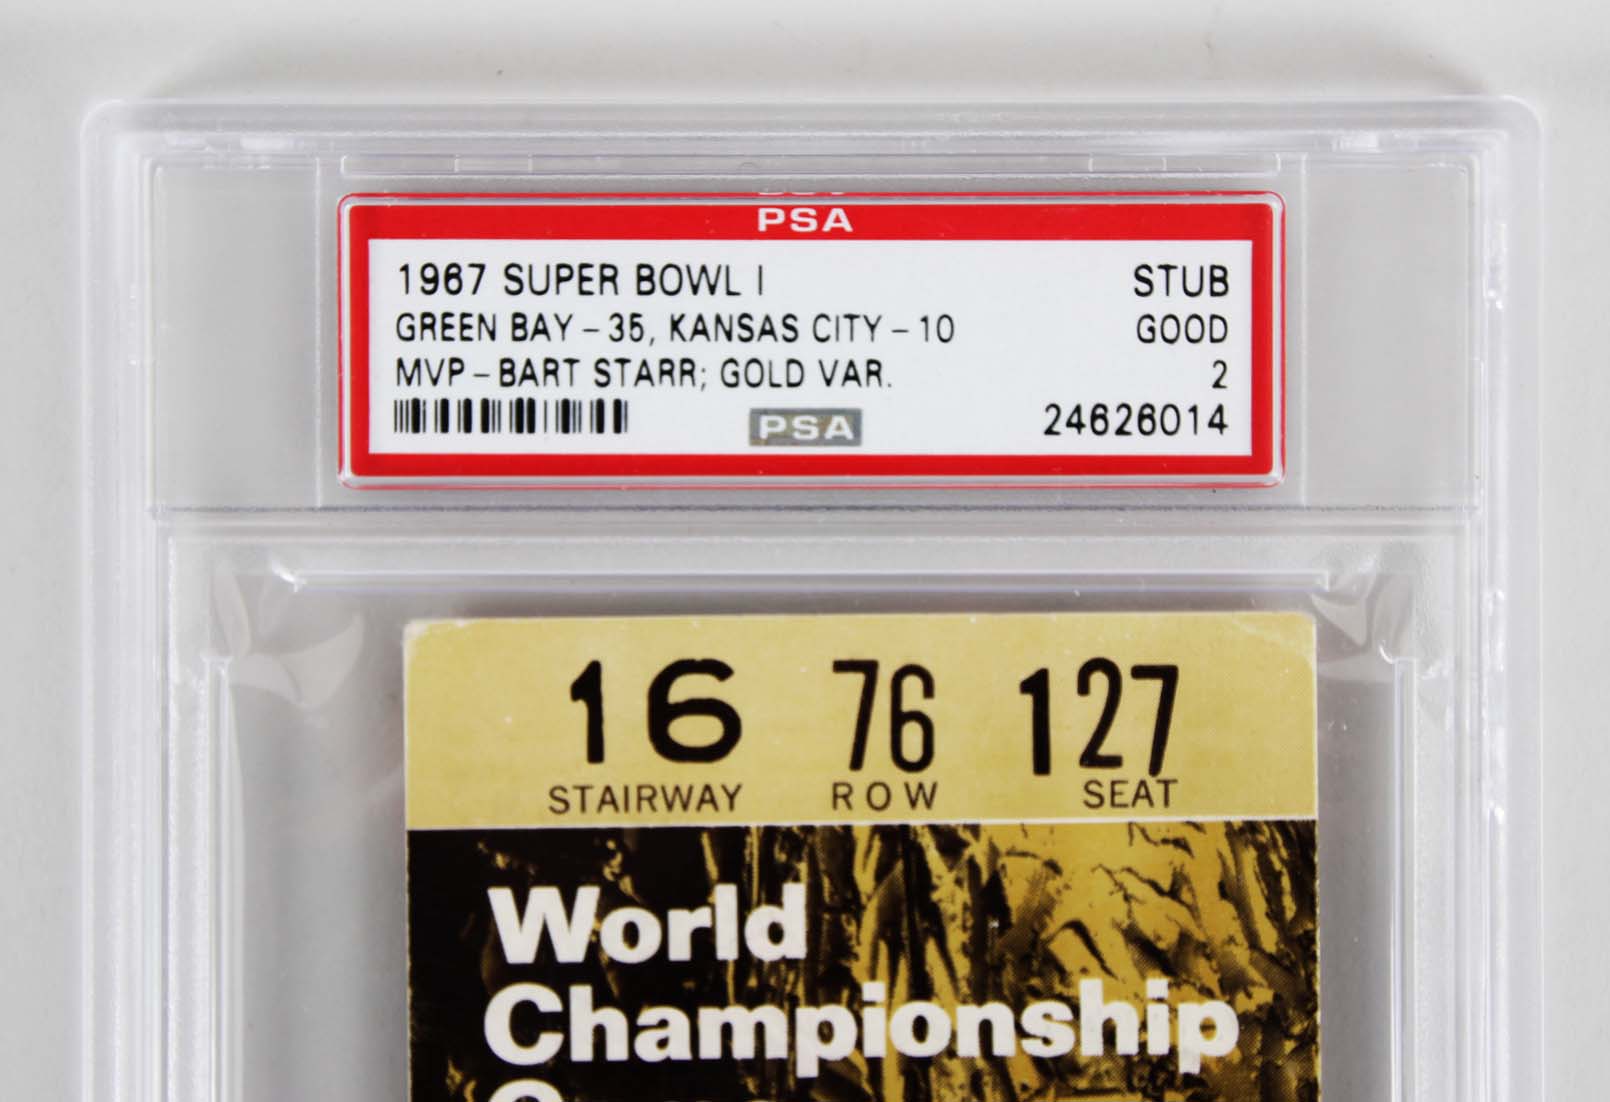 PSA
1967 SUPER BOWL I STUB
GREEN BAY – 35, KANSAS CITY – 10 GOOD
MVP – BART STARR; GOLD VAR. 2
PSA 24626014
16 76 127
STAIRWAY ROW SEAT
World
Championship